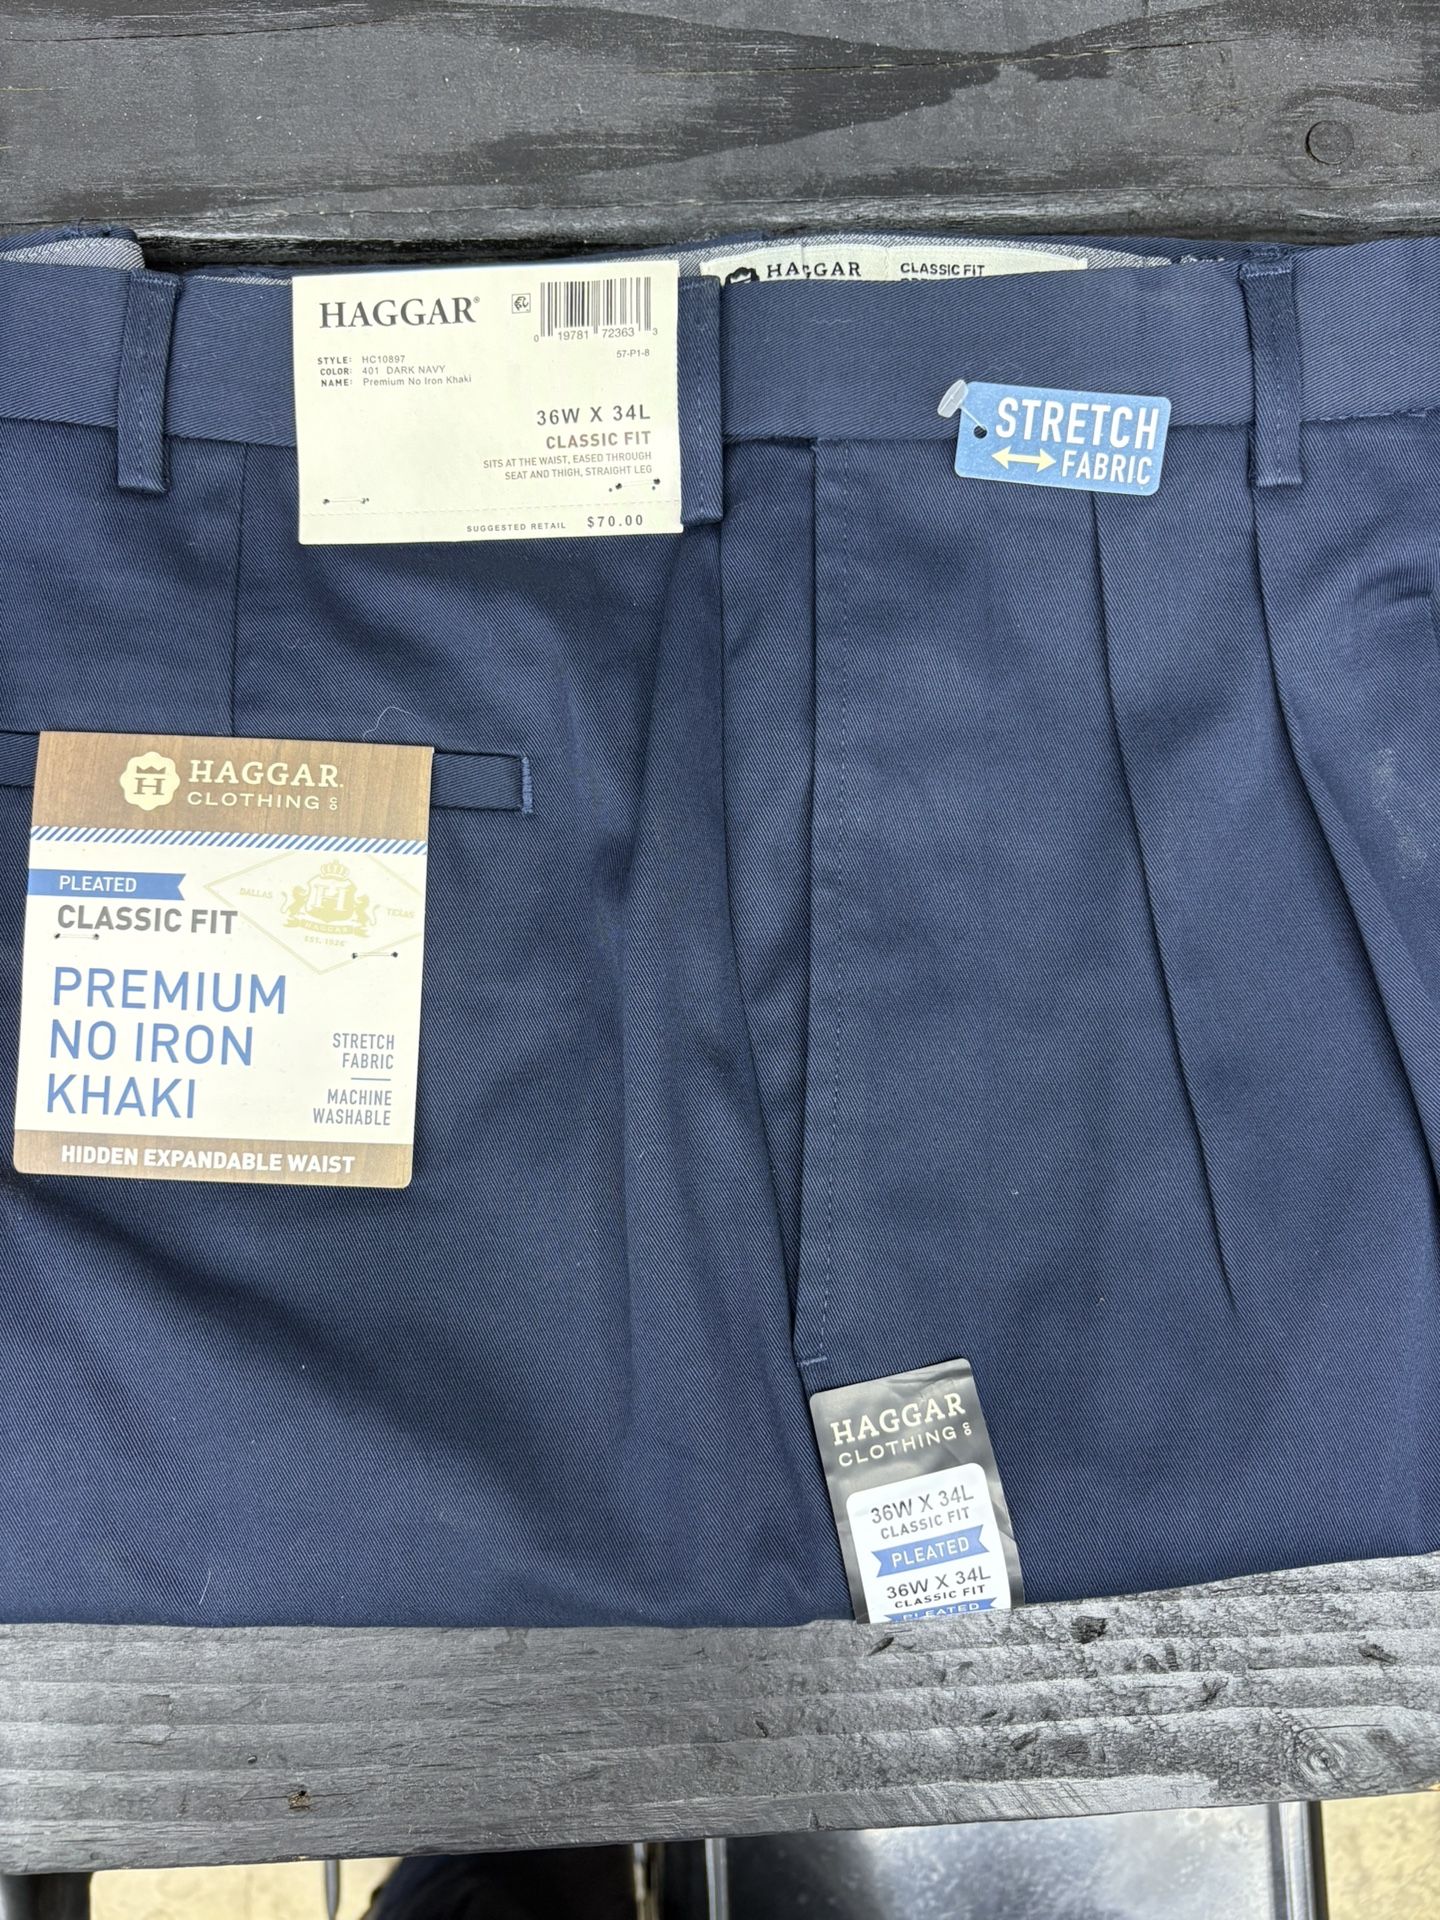 HAGGAR®
0 19781 72363 3
57-P1-8
STYLE: HC10897
COLOR: 401 DARK NAVY
NAME: Premium No Iron Khaki
36W X 34L
CLASSIC FIT
SITS AT THE WAIST, EASED THROUGH
SEAT AND THIGH, STRAIGHT LEG
SUGGESTED RETAIL $70.00
HAGGAR
CLASSIC FIT
STRETCH
FABRIC
H
HAGGAR
CLOTHING CO
PLEATED
CLASSIC FIT
DALLAS
H
TEXAS
HAGGAR
EST. 1926
PREMIUM
NO IRON
KHAKI
STRETCH
FABRIC
MACHINE
WASHABLE
HIDDEN EXPANDABLE WAIST
HAGGAR
CLOTHING CO
36W X 34L
CLASSIC FIT
PLEATED
36W X 34L
CLASSIC FIT
PLEATED